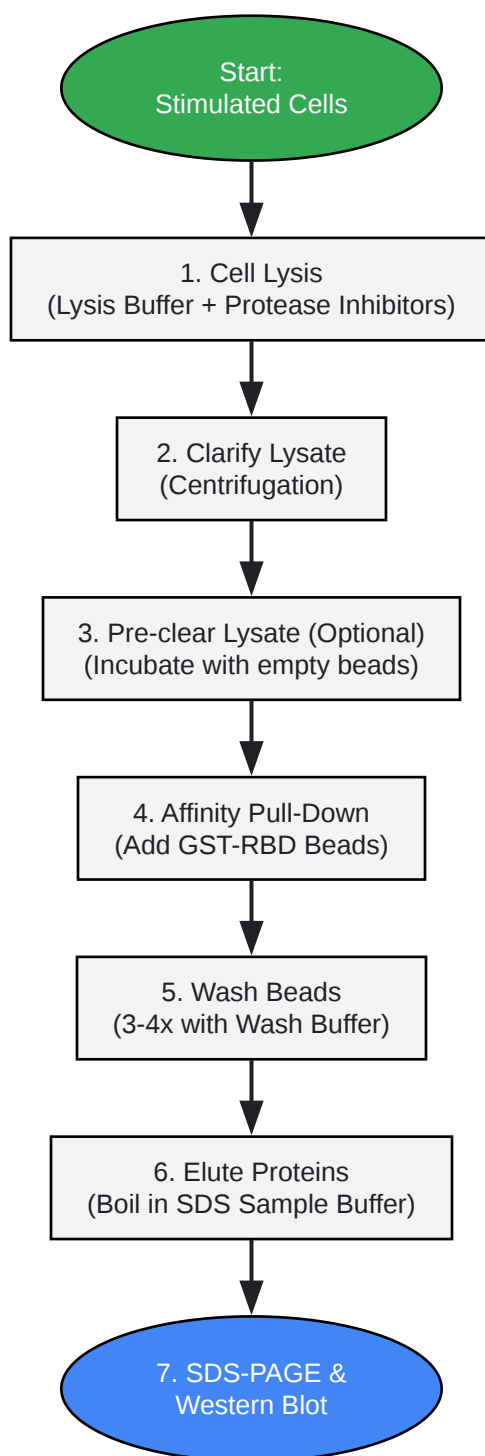 Start:
Stimulated Cells
1. Cell Lysis
(Lysis Buffer + Protease Inhibitors)
2. Clarify Lysate
(Centrifugation)
3. Pre-clear Lysate (Optional)
(Incubate with empty beads)
4. Affinity Pull-Down
(Add GST-RBD Beads)
5. Wash Beads
(3-4x with Wash Buffer)
6. Elute Proteins
(Boil in SDS Sample Buffer)
7. SDS-PAGE &
Western Blot